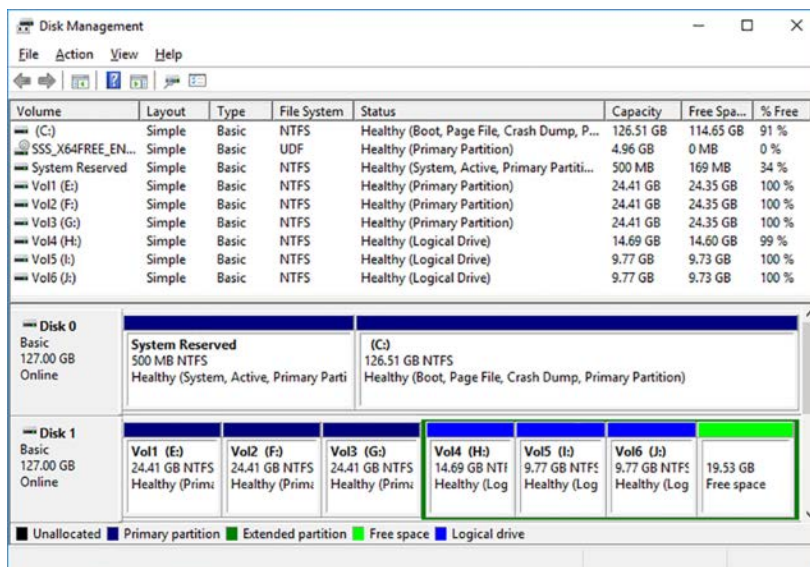 Disk Management
File Action View Help
Volume Layout Type File System Status Capacity Free Spa... % Free
(C:) Simple Basic NTFS Healthy (Boot, Page File, Crash Dump, P... 126.51 GB 114.65 GB 91 %
SSS_X64FREE_EN... Simple Basic UDF Healthy (Primary Partition) 4.96 GB 0 MB 0 %
System Reserved Simple Basic NTFS Healthy (System, Active, Primary Partiti... 500 MB 169 MB 34 %
Vol1 (E:) Simple Basic NTFS Healthy (Primary Partition) 24.41 GB 24.35 GB 100 %
Vol2 (F:) Simple Basic NTFS Healthy (Primary Partition) 24.41 GB 24.35 GB 100 %
Vol3 (G:) Simple Basic NTFS Healthy (Primary Partition) 24.41 GB 24.35 GB 100 %
Vol4 (H:) Simple Basic NTFS Healthy (Logical Drive) 14.69 GB 14.60 GB 99 %
Vol5 (I:) Simple Basic NTFS Healthy (Logical Drive) 9.77 GB 9.73 GB 100 %
Vol6 (J:) Simple Basic NTFS Healthy (Logical Drive) 9.77 GB 9.73 GB 100 %
Disk 0
Basic
127.00 GB
Online
System Reserved
500 MB NTFS
Healthy (System, Active, Primary Parti
(C:)
126.51 GB NTFS
Healthy (Boot, Page File, Crash Dump, Primary Partition)
Disk 1
Basic
127.00 GB
Online
Vol1 (E:)
24.41 GB NTFS
Healthy (Prima
Vol2 (F:)
24.41 GB NTFS
Healthy (Prima
Vol3 (G:)
24.41 GB NTFS
Healthy (Prima
Vol4 (H:)
14.69 GB NTF
Healthy (Log
Vol5 (I:)
9.77 GB NTFS
Healthy (Log
Vol6 (J:)
9.77 GB NTFS
Healthy (Log
19.53 GB
Free space
Unallocated Primary partition Extended partition Free space Logical drive